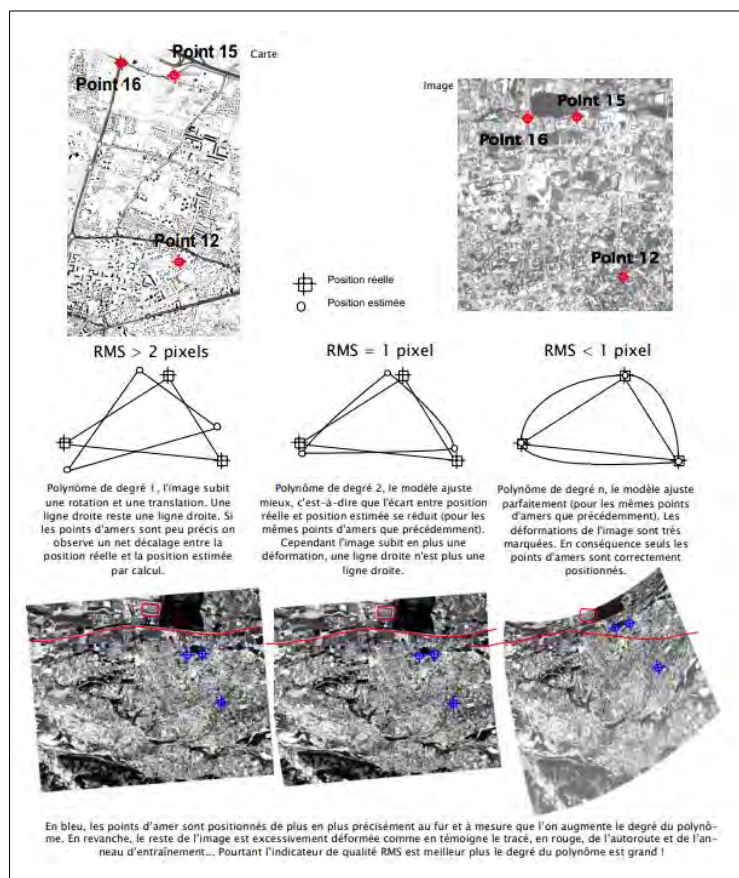 Point 15
Carte
Point 16
Point 12
Image
Point 15
Point 16
Point 12
Position réelle
Position estimée
RMS > 2 pixels
Polynôme de degré 1, l'image subit
une rotation et une translation. Une
ligne droite reste une ligne droite. Si
les points d'amers sont peu précis on
observe un net décalage entre la
position réelle et la position estimée
par calcul.
RMS = 1 pixel
Polynôme de degré 2, le modèle ajuste
mieux, c'est-à-dire que l'écart entre position
réelle et position estimée se réduit (pour les
mêmes points d'amers que précédemment).
Cependant l'image subit en plus une
déformation, une ligne droite n'est plus une
ligne droite.
RMS < 1 pixel
Polynôme de degré n, le modèle ajuste
parfaitement (pour les mêmes points
d'amers que précédemment). Les
déformations de l'image sont très
marquées. En conséquence seuls les
points d'amers sont correctement
positionnés.
En bleu, les points d'amer sont positionnés de plus en plus précisément au fur et à mesure que l'on augmente le degré du polynô-
me. En revanche, le reste de l'image est excessivement déformée comme en témoigne le tracé, en rouge, de l'autoroute et de l'an-
neau d'entraînement... Pourtant l'indicateur de qualité RMS est meilleur plus le degré du polynôme est grand !